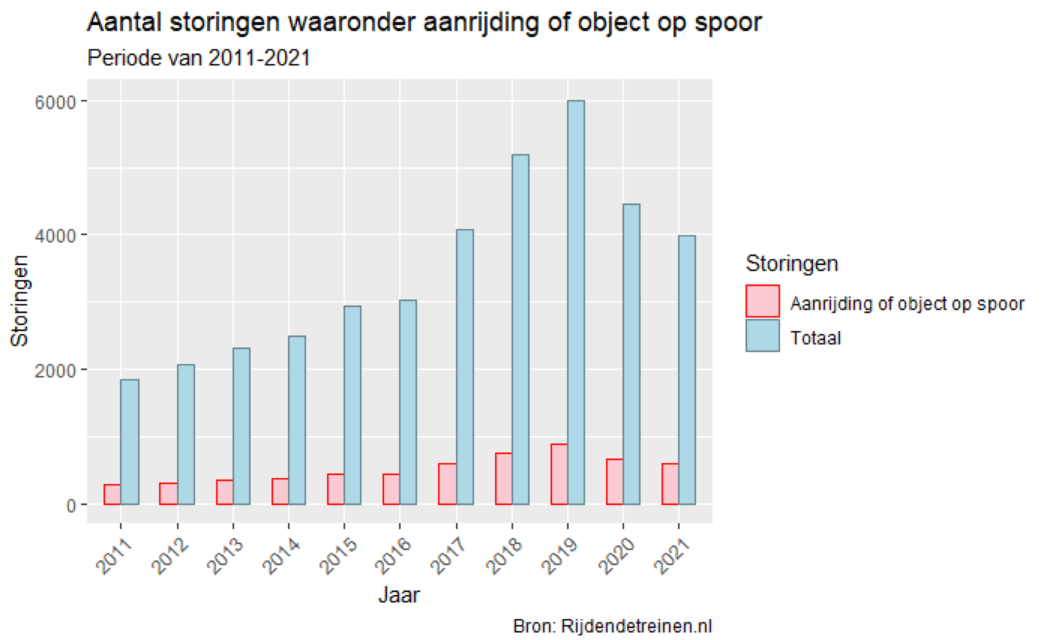 Aantal storingen waaronder aanrijding of object op spoor
Periode van 2011-2021
6000
4000
2000
0
Storingen
2011
2012
2013
2014
2015
2016
2017
2018
2019
2020
2021
Jaar
Storingen
Aanrijding of object op spoor
Totaal
Bron: Rijdendetreinen.nl